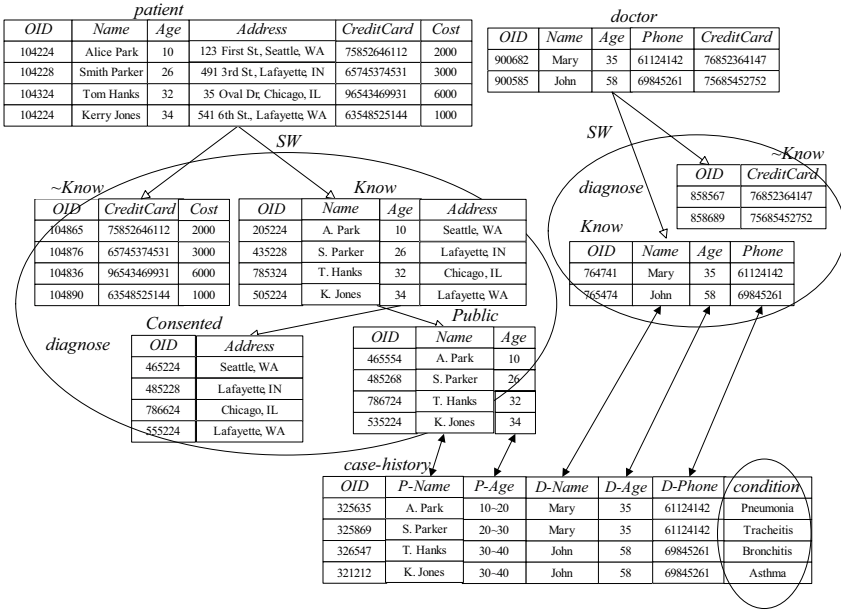 patient
OID Name Age Address CreditCard Cost
104224 Alice Park 10 123 First St., Seattle, WA 75852646112 2000
104228 Smith Parker 26 491 3rd St., Lafayette, IN 65745374531 3000
104324 Tom Hanks 32 35 Oval Dr, Chicago, IL 96543469931 6000
104224 Kerry Jones 34 541 6th St., Lafayette, WA 63548525144 1000
doctor
OID Name Age Phone CreditCard
900682 Mary 35 61124142 76852364147
900585 John 58 69845261 75685452752
SW
SW
~Know
OID CreditCard Cost
104865 75852646112 2000
104876 65745374531 3000
104836 96543469931 6000
104890 63548525144 1000
Know
OID Name Age Address
205224 A. Park 10 Seattle, WA
435228 S. Parker 26 Lafayette, IN
785324 T. Hanks 32 Chicago, IL
505224 K. Jones 34 Lafayette, WA
~Know
OID CreditCard
858567 76852364147
858689 75685452752
diagnose
Know
OID Name Age Phone
764741 Mary 35 61124142
765474 John 58 69845261
diagnose
Consented
OID Address
465224 Seattle, WA
485228 Lafayette, IN
786624 Chicago, IL
555224 Lafayette, WA
Public
OID Name Age
465554 A. Park 10
485268 S. Parker 26
786724 T. Hanks 32
535224 K. Jones 34
case-history
OID P-Name P-Age D-Name D-Age D-Phone condition
325635 A. Park 10~20 Mary 35 61124142 Pneumonia
325869 S. Parker 20~30 Mary 35 61124142 Tracheitis
326547 T. Hanks 30~40 John 58 69845261 Bronchitis
321212 K. Jones 30~40 John 58 69845261 Asthma